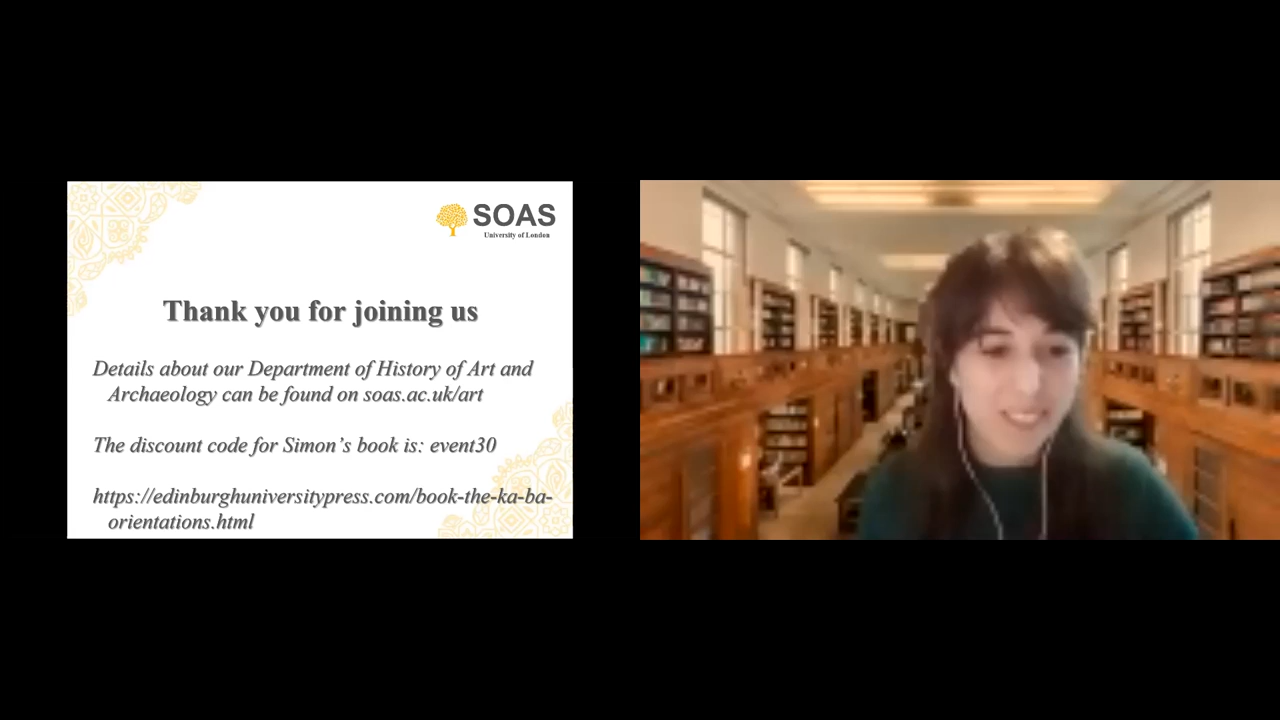 SOAS
University of London
Thank you for joining us
Details about our Department of History of Art and
Archaeology can be found on soas.ac.uk/art
The discount code for Simon’s book is: event30
https://edinburghuniversitypress.com/book-the-ka-ba-
orientations.html